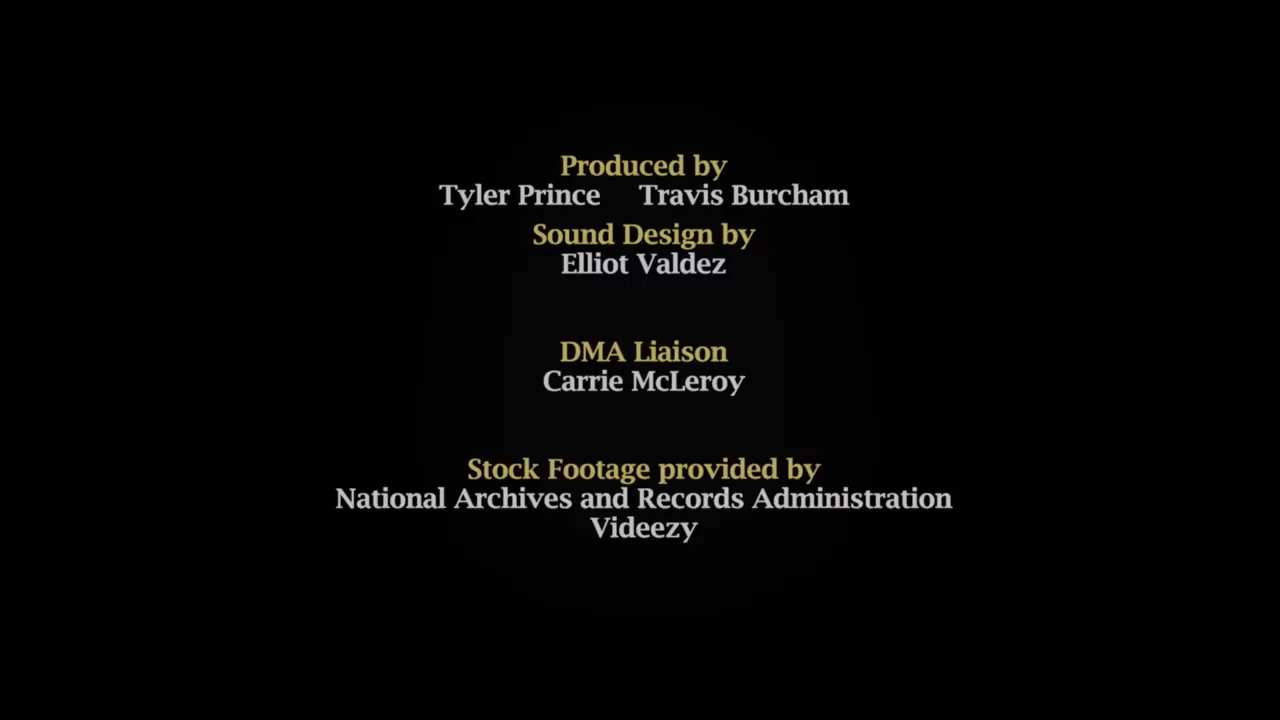 Produced by
Tyler Prince Travis Burcham
Sound Design by
Elliot Valdez
DMA Liaison
Carrie McLeroy
Stock Footage provided by
National Archives and Records Administration
Videezy